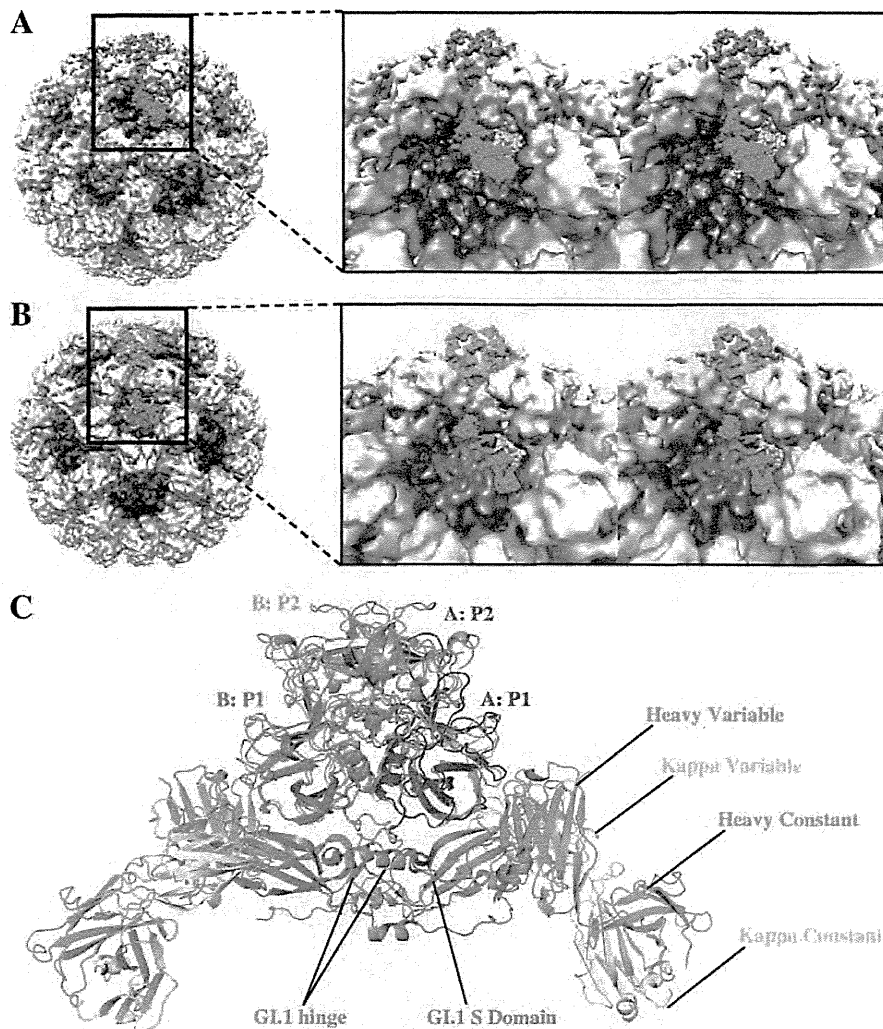 A
B
C
B: P2
A: P2
B: P1
A: P1
Heavy Variable
Kappa Variable
Heavy Constant
Kappa Constant
GI.1 hinge
GI.1 S Domain